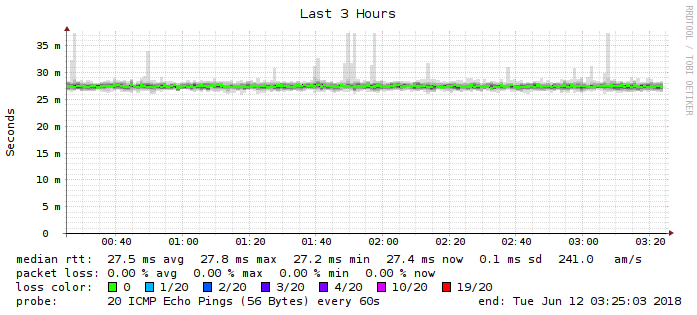 Last 3 Hours
RRDTOOL / TOBI OETIKER
Seconds
35 m
30 m
25 m
20 m
15 m
10 m
5 m
0
00:40 01:00 01:20 01:40 02:00 02:20 02:40 03:00 03:20
median rtt: 27.5 ms avg 27.8 ms max 27.2 ms min 27.4 ms now 0.1 ms sd 241.0 am/s
packet loss: 0.00 % avg 0.00 % max 0.00 % min 0.00 % now
loss color: 0 1/20 2/20 3/20 4/20 10/20 19/20
probe: 20 ICMP Echo Pings (56 Bytes) every 60s end: Tue Jun 12 03:25:03 2018